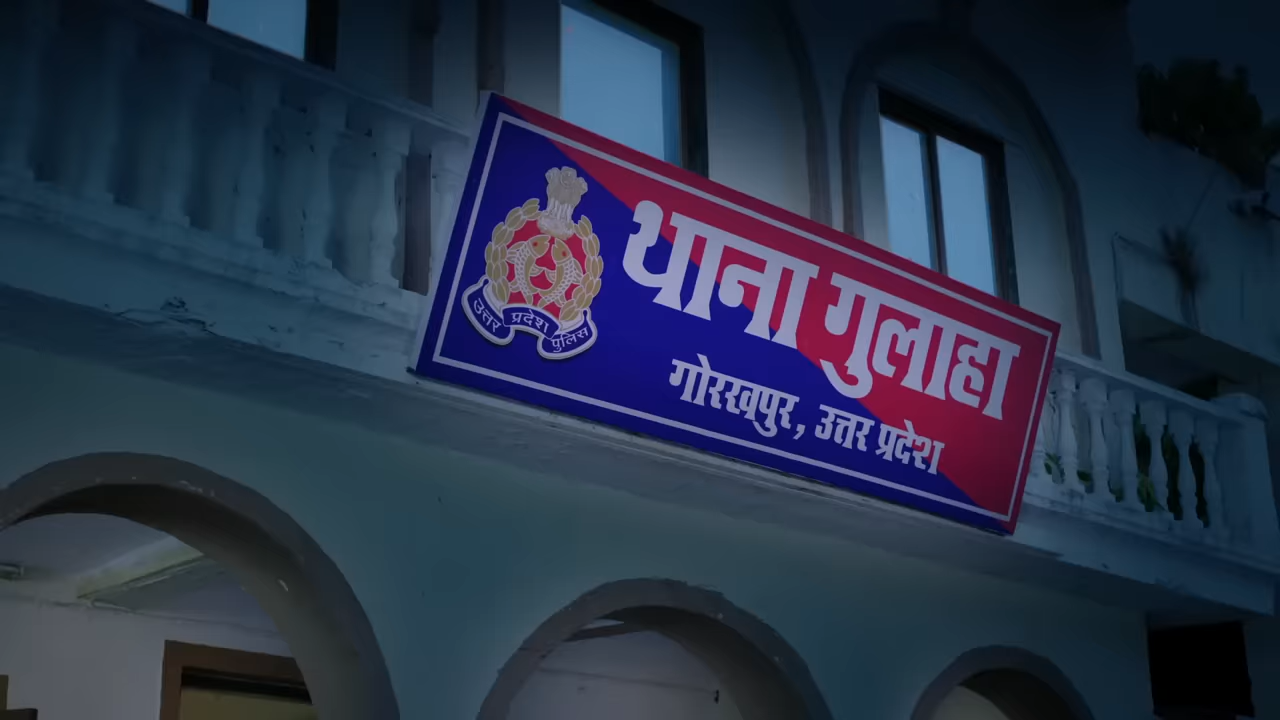 थाना गुलाहा
गोरखपुर, उत्तर प्रदेश
उत्तर प्रदेश पुलिस